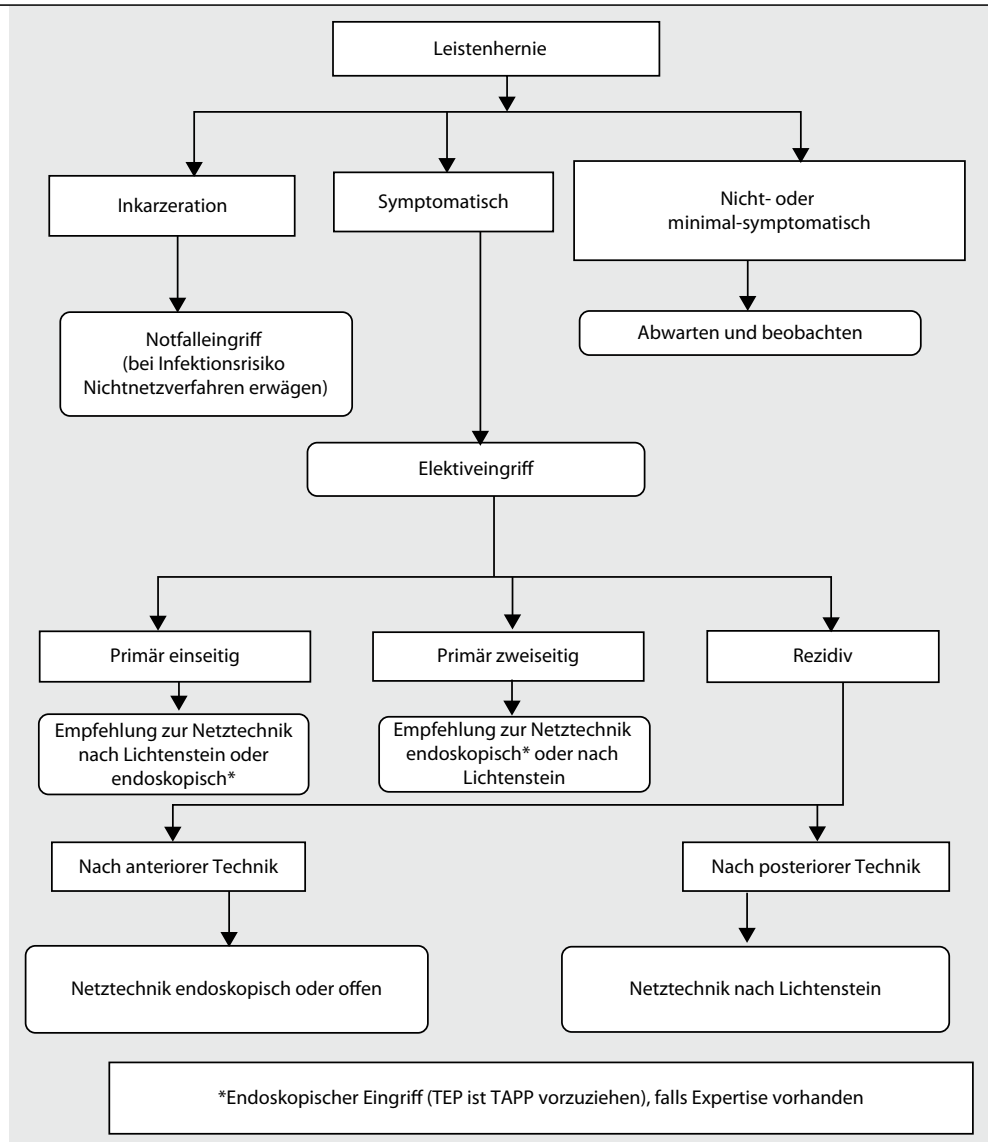 Leistenhernie
Inkarzeration
Symptomatisch
Nicht- oder
minimal-symptomatisch
Notfalleingriff
(bei Infektionsrisiko
Nichtnetzverfahren erwägen)
Abwarten und beobachten
Elektiveingriff
Primär einseitig
Primär zweiseitig
Rezidiv
Empfehlung zur Netztechnik
nach Lichtenstein oder
endoskopisch*
Empfehlung zur Netztechnik
endoskopisch* oder nach
Lichtenstein
Nach anteriorer Technik
Nach posteriorer Technik
Netztechnik endoskopisch oder offen
Netztechnik nach Lichtenstein
*Endoskopischer Eingriff (TEP ist TAPP vorzuziehen), falls Expertise vorhanden